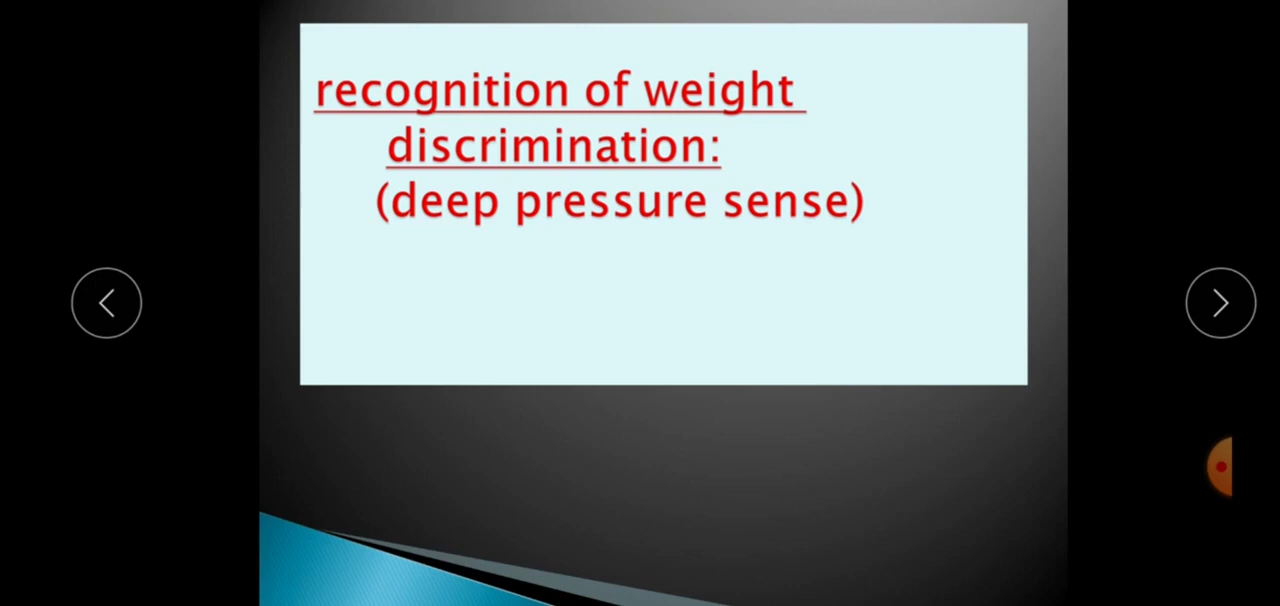 recognition of weight
discrimination:
(deep pressure sense)